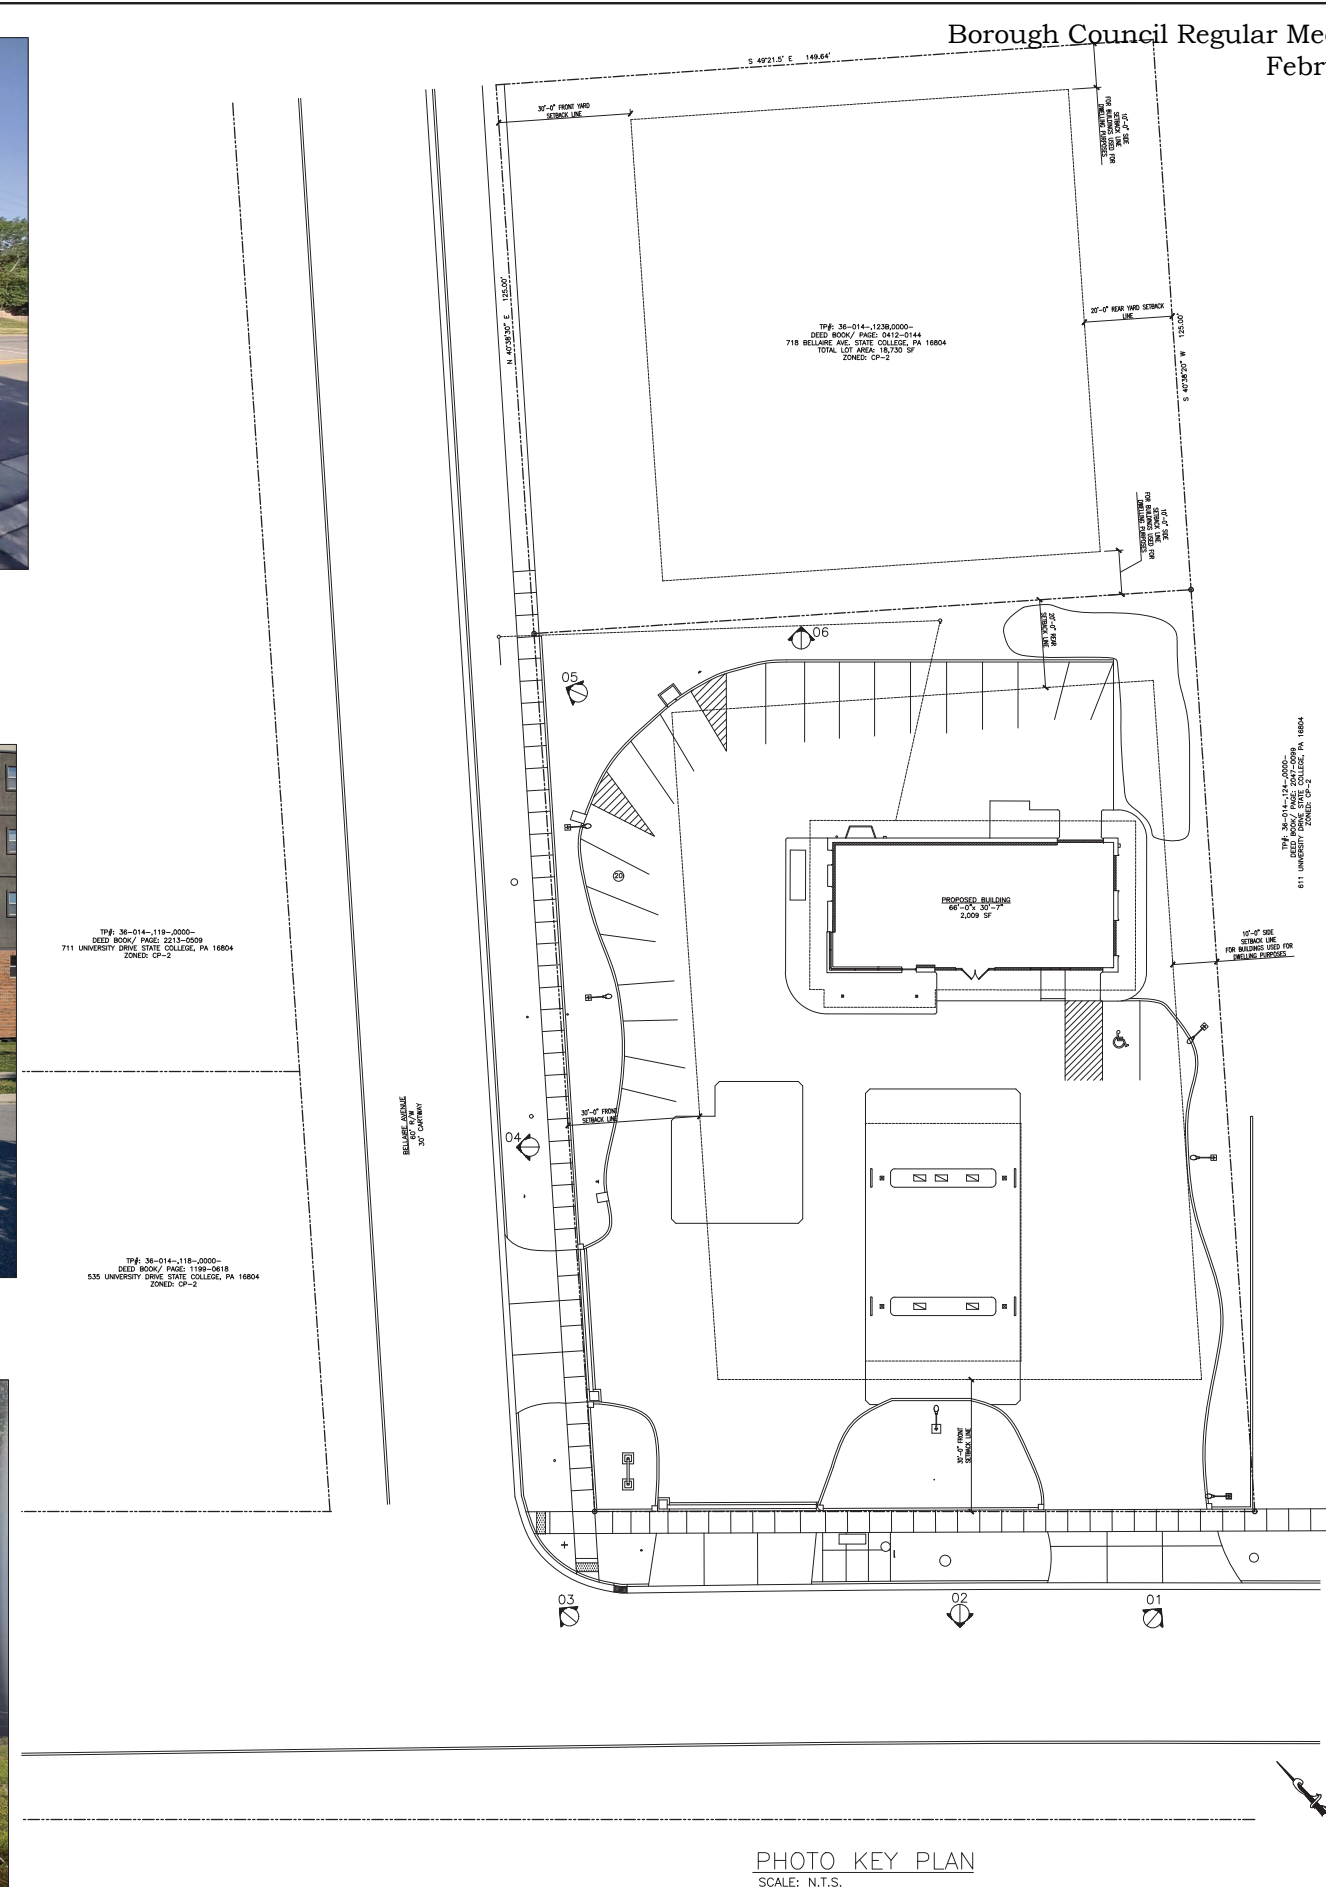 Borough Council Regular Mee
Febr
S 49°21.5' E 149.64'
30'-0" FRONT YARD
SETBACK LINE
10'-0" SIDE
SETBACK LINE
FOR BUILDINGS USED FOR
DWELLING PURPOSES
N 40°38'30" E 125.00'
TP#: 36-014-,123B,0000-
DEED BOOK/ PAGE: 0412-0144
718 BELLAIRE AVE. STATE COLLEGE, PA 16804
TOTAL LOT AREA: 18,730 SF
ZONED: CP-2
20'-0" REAR YARD SETBACK
LINE
S 40°38'20" W 125.00'
10'-0" SIDE
SETBACK LINE
FOR BUILDINGS USED FOR
DWELLING PURPOSES
20'-0" REAR
SETBACK LINE
06
05
20
TP#: 36-014-,124-,0000-
DEED BOOK/ PAGE: 2047-0099
611 UNIVERSITY DRIVE STATE COLLEGE, PA 16804
ZONED: CP-2
PROPOSED BUILDING
66'-0"x 30'-7"
2,009 SF
TP#: 36-014-,119-,0000-
DEED BOOK/ PAGE: 2213-0509
711 UNIVERSITY DRIVE STATE COLLEGE, PA 16804
ZONED: CP-2
10'-0" SIDE
SETBACK LINE
FOR BUILDINGS USED FOR
DWELLING PURPOSES
BELLAIRE AVENUE
60' R/W
30' CARTWAY
30'-0" FRONT
SETBACK LINE
04
TP#: 36-014-,118-,0000-
DEED BOOK/ PAGE: 1199-0618
535 UNIVERSITY DRIVE STATE COLLEGE, PA 16804
ZONED: CP-2
30'-0" FRONT
SETBACK LINE
03
02
01
PHOTO KEY PLAN
SCALE: N.T.S.